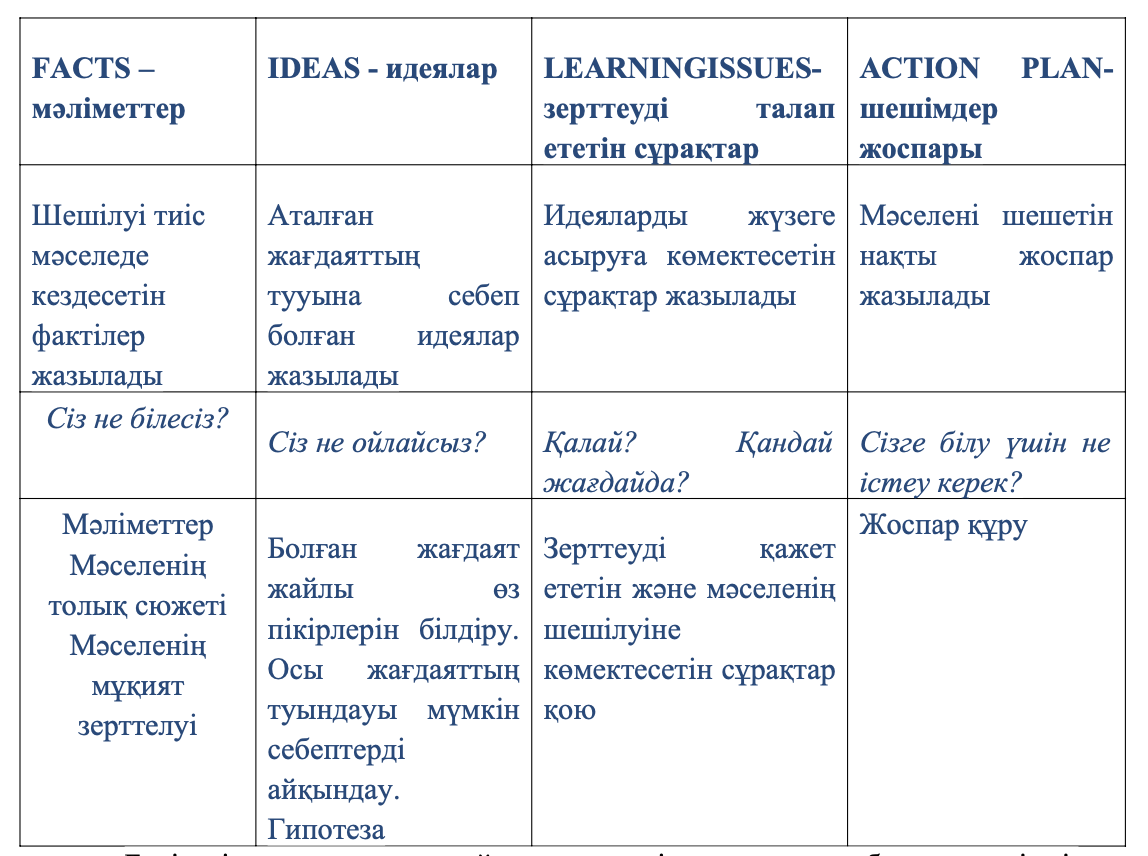 FACTS –
мәліметтер
IDEAS - идеялар
LEARNINGISSUES-
зерттеуді талап
ететін сұрақтар
ACTION PLAN-
шешімдер
жоспары
Шешілуі тиіс
мәселеде
кездесетін
фактілер
жазылады
Аталған
жағдаяттың
тууына себеп
болған идеялар
жазылады
Идеяларды жүзеге
асыруға көмектесетін
сұрақтар жазылады
Мәселені шешетін
нақты жоспар
жазылады
Сіз не білесіз?
Сіз не ойлайсыз?
Қалай? Қандай
жағдайда?
Сізге білу үшін не
істеу керек?
Мәліметтер
Мәселенің
толық сюжеті
Мәселенің
мұқият
зерттелуі
Болған жағдаят
жайлы өз
пікірлерін білдіру.
Осы жағдаяттың
туындауы мүмкін
себептерді
айқындау.
Гипотеза
Зерттеуді қажет
ететін және мәселенің
шешілуіне
көмектесетін сұрақтар
қою
Жоспар құру